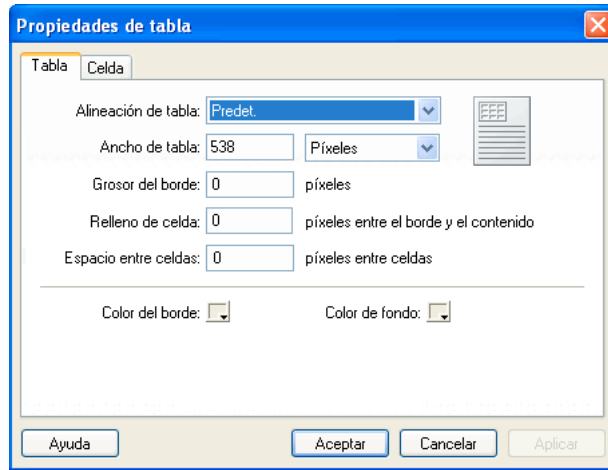 Propiedades de tabla
Tabla Celda
Alineación de tabla: Predet.
Ancho de tabla: 538 Píxeles
Grosor del borde: 0 píxeles
Relleno de celda: 0 píxeles entre el borde y el contenido
Espacio entre celdas: 0 píxeles entre celdas
Color del borde: Color de fondo:
Ayuda Aceptar Cancelar Aplicar